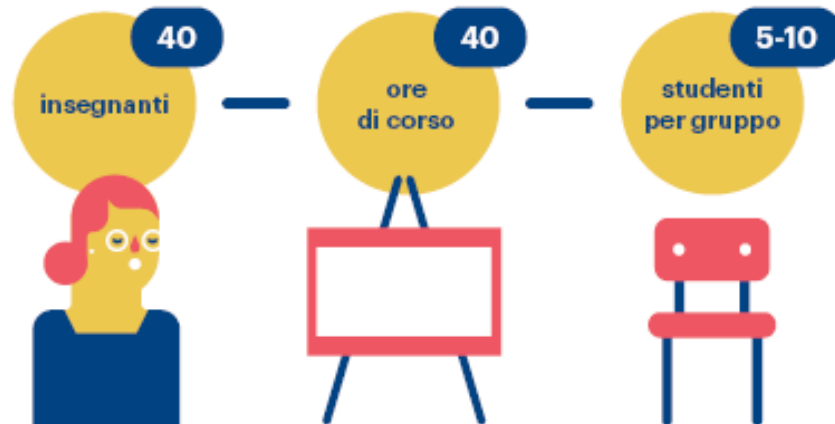 40
insegnanti
40
ore
di corso
5-10
studenti
per gruppo